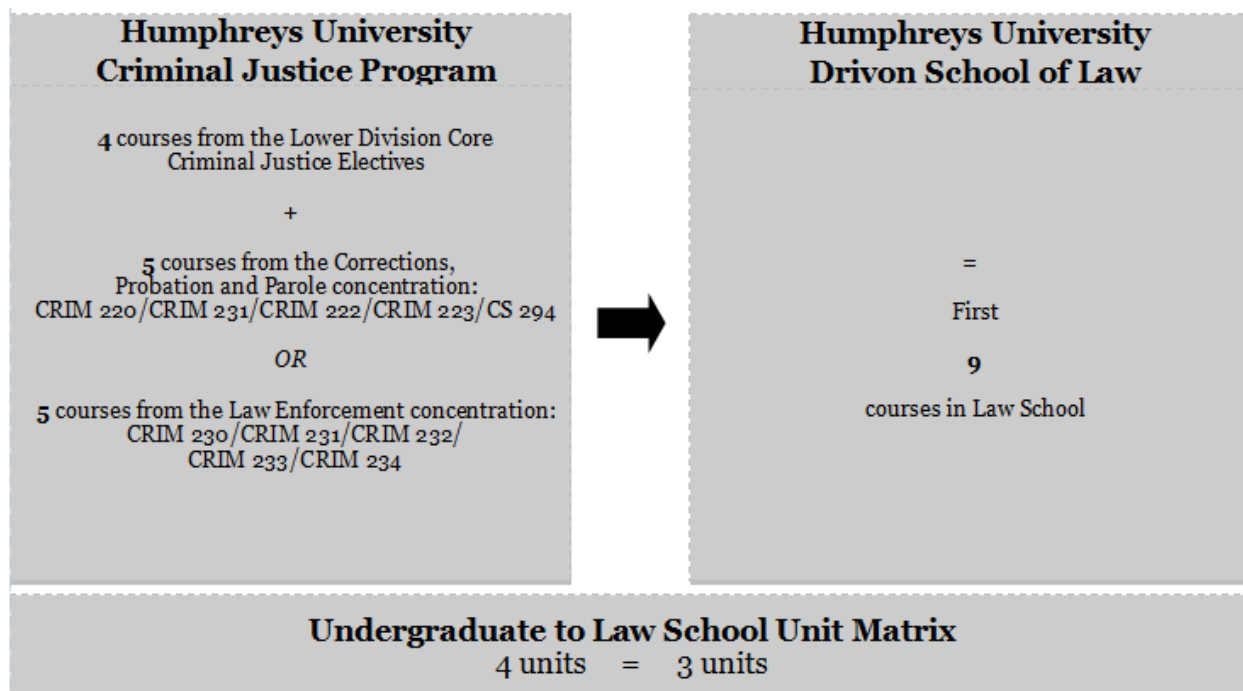 Humphreys University
Criminal Justice Program
4 courses from the Lower Division Core
Criminal Justice Electives
+
5 courses from the Corrections,
Probation and Parole concentration:
CRIM 220/CRIM 231/CRIM 222/CRIM 223/CS 294
OR
5 courses from the Law Enforcement concentration:
CRIM 230/CRIM 231/CRIM 232/
CRIM 233/CRIM 234
Humphreys University
Drivon School of Law
=
First
9
courses in Law School
Undergraduate to Law School Unit Matrix
4 units = 3 units